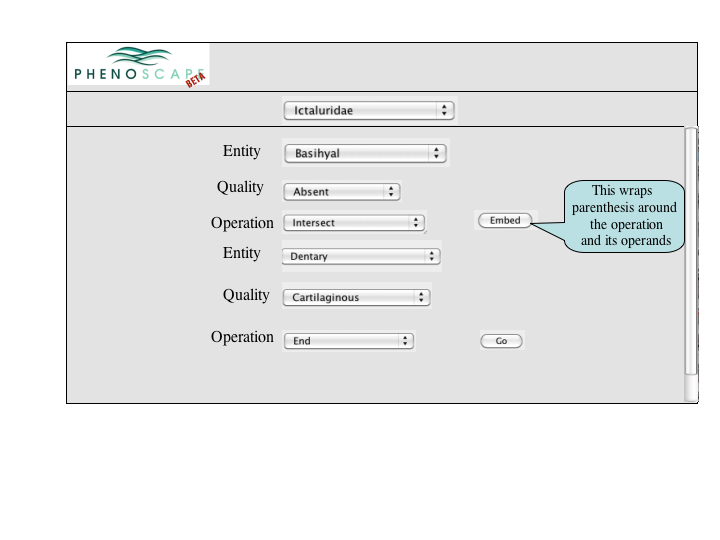 PHENOSCAPE
BETA
Ictaluridae
Entity Basihyal
Quality Absent
Operation Intersect Embed
This wraps
parenthesis around
the operation
and its operands
Entity Dentary
Quality Cartilaginous
Operation End Go